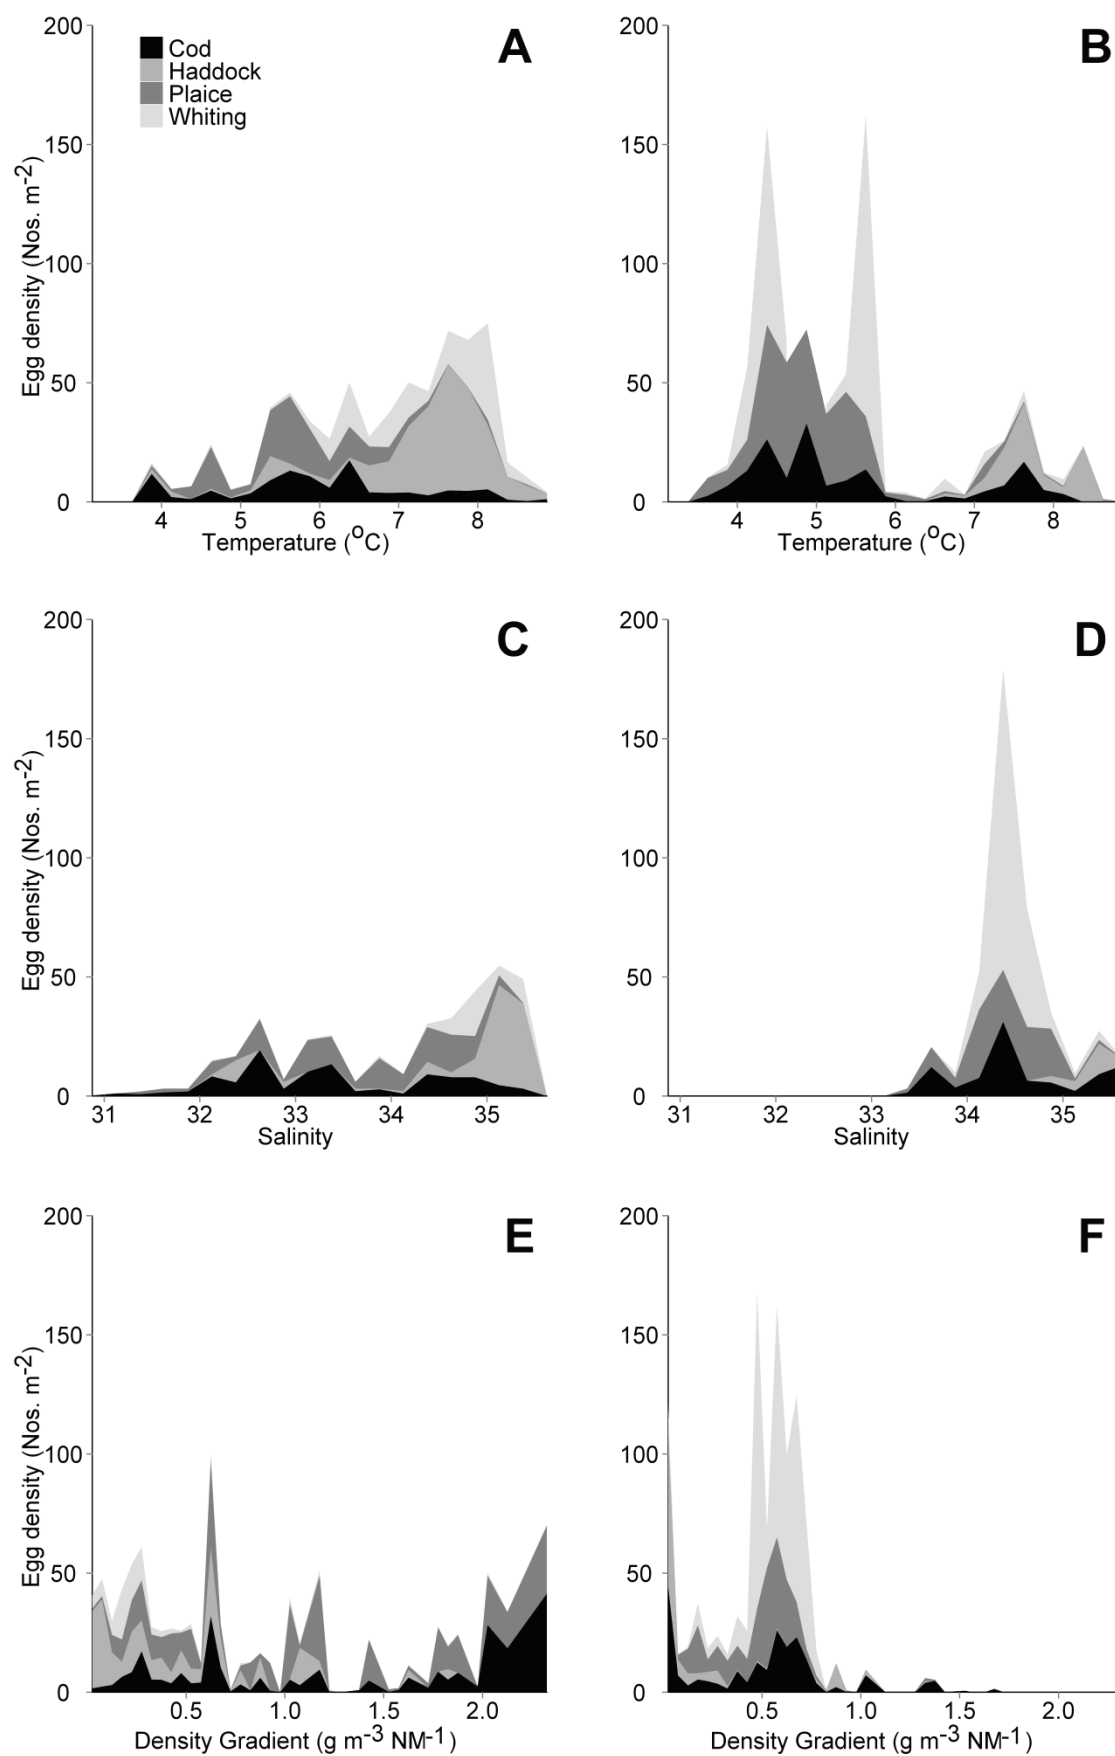 A
B
Cod
Haddock
Plaice
Whiting
Egg density (Nos. m-2)
200
150
100
50
0
4 5 6 7 8
Temperature (oC)
200
150
100
50
0
4 5 6 7 8
Temperature (oC)
C
D
Egg density (Nos. m-2)
200
150
100
50
0
31 32 33 34 35
Salinity
200
150
100
50
0
31 32 33 34 35
Salinity
E
F
Egg density (Nos. m-2)
200
150
100
50
0
0.5 1.0 1.5 2.0
Density Gradient (g m-3 NM-1)
200
150
100
50
0
0.5 1.0 1.5 2.0
Density Gradient (g m-3 NM-1)